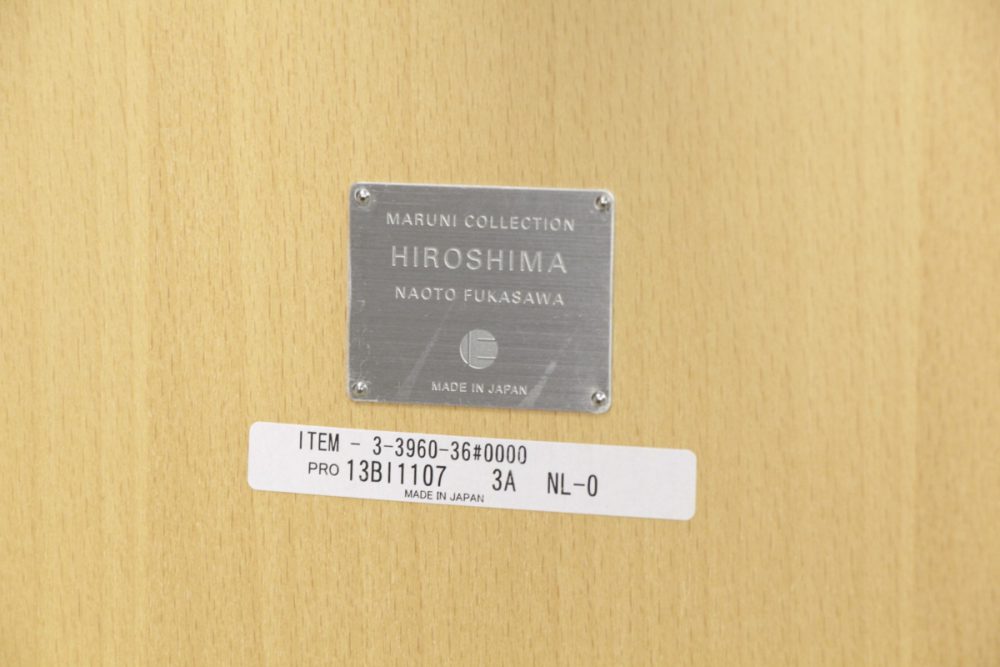 MARUNI COLLECTION
HIROSHIMA
NAOTO FUKASAWA
MADE IN JAPAN
ITEM - 3-3960-36#0000
PRO 13BI1107 3A NL-0
MADE IN JAPAN